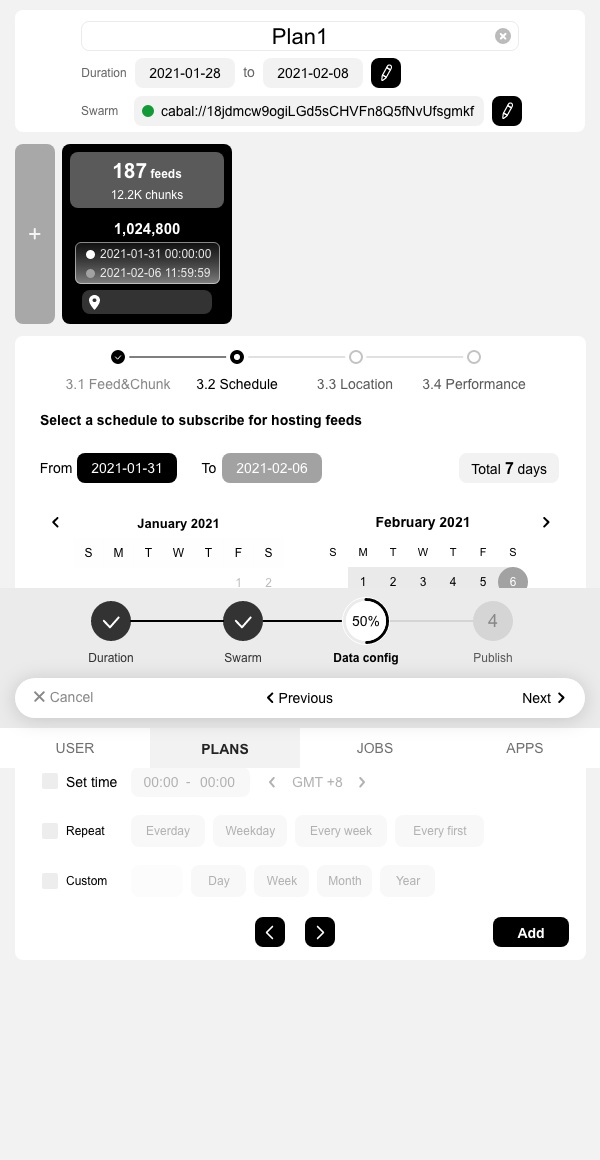 Plan1
Duration 2021-01-28 to 2021-02-08
Swarm cabal://18jdmcw9ogiLGd5sCHVFn8Q5fNvUfsgmkf
187 feeds
12.2K chunks
+
1,024,800
2021-01-31 00:00:00
2021-02-06 11:59:59
3.1 Feed&Chunk 3.2 Schedule 3.3 Location 3.4 Performance
Select a schedule to subscribe for hosting feeds
From 2021-01-31 To 2021-02-06 Total 7 days
January 2021 February 2021
S M T W T F S S M T W T F S
1 2 1 2 3 4 5 6
50% 4
Duration Swarm Data config Publish
Cancel Previous Next
USER PLANS JOBS APPS
Set time 00:00 - 00:00 GMT +8
Repeat Everday Weekday Every week Every first
Custom Day Week Month Year
Add